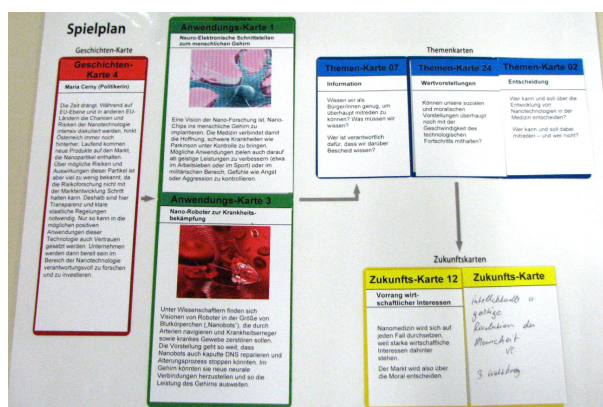 Spielplan
Geschichten-Karte
Geschichten-
Karte 4
Maria Cerny (Politikerin)
Die Zeit drängt. Während auf
EU-Ebene und in anderen EU-
Ländern die Chancen und
Risiken der Nanotechnologie
intensiv diskutiert werden, hinkt
Österreich immer noch
hinterher. Laufend kommen
neue Produkte auf den Markt,
die Nanopartikel enthalten.
Über mögliche Risiken und
Auswirkungen dieser Partikel ist
aber viel zu wenig bekannt, da
die Risikoforschung nicht mit
der Marktentwicklung Schritt
halten kann. Deshalb sind hier
Transparenz und klare
staatliche Regelungen
notwendig. Nur so kann in die
möglichen positiven
Anwendungen dieser
Technologie auch Vertrauen
gesetzt werden. Unternehmen
werden dann bereit sein im
Bereich der Nanotechnologie
verantwortungsvoll zu forschen
und zu investieren
Anwendungs-Karte 1
Neuro-Elektronische Schnittstellen
zum menschlichen Gehirn
Eine Vision der Nano-Forschung ist, Nano-
Chips ins menschliche Gehirn zu
implantieren. Die Medizin verbindet damit
die Hoffnung, schwere Krankheiten wie
Parkinson unter Kontrolle zu bringen.
Mögliche Anwendungen zielen auch darauf
ab geistige Leistungen zu verbessern (etwa
im Arbeitsleben oder im Sport) oder im
militärischen Bereich, Gefühle wie Angst
oder Aggression zu kontrollieren.
Anwendungs-Karte 3
Nano-Roboter zur Krankheits-
bekämpfung
Unter Wissenschaftlern finden sich
Visionen von Roboter in der Größe von
Blutkörperchen („Nanobots"), die durch
Arterien navigieren und Krankheitserreger
sowie krankes Gewebe zerstören sollen.
Die Vorstellung geht so weit, dass
Nanobots auch kaputte DNS reparieren und
Alterungsprozesse stoppen könnten. Im
Gehirn könnten sie neue neurale
Verbindungen herzustellen und so die
Leistung des Gehirns ausweiten.
Themenkarten
Themen-Karte 07
Information
Wissen wir als
BürgerInnen genug, um
überhaupt mitreden zu
können? Was müssen wir
wissen?
Wer ist verantwortlich
dafür, dass wir darüber
Bescheid wissen?
Themen-Karte 24
Wertvorstellungen
Können unsere sozialen
und moralischen
Vorstellungen überhaupt
noch mit der
Geschwindigkeit des
technologischen
Fortschritts mithalten?
Themen-Karte 02
Entscheidung
Wer kann und soll über die
Entwicklung von
Nanotechnologien in der
Medizin entscheiden?
Wer kann und soll dabei
mitreden – und wer nicht?
Zukunftskarten
Zukunfts-Karte 12
Vorrang wirt-
schaftlicher Interessen
Nanomedizin wird sich auf
jeden Fall durchsetzen,
weil starke wirtschaftliche
Interessen dahinter
stehen.
Der Markt wird also über
die Moral entscheiden.
Zukunfts-Karte
intellektuelle u
geistige
Evolution der
Menschheit
vs
3. Weltkrieg